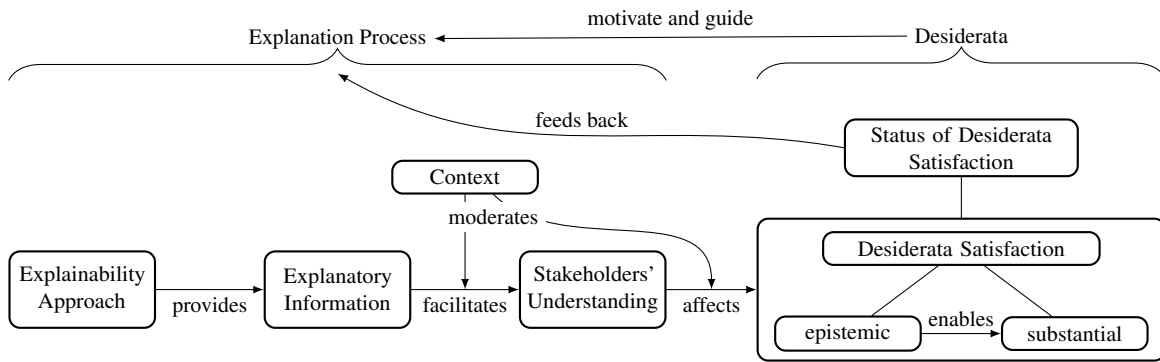 motivate and guide
Explanation Process
Desiderata
feeds back
Status of Desiderata
Satisfaction
Context
moderates
Explainability
Approach
provides
Explanatory
Information
facilitates
Stakeholders'
Understanding
affects
Desiderata Satisfaction
epistemic
enables
substantial